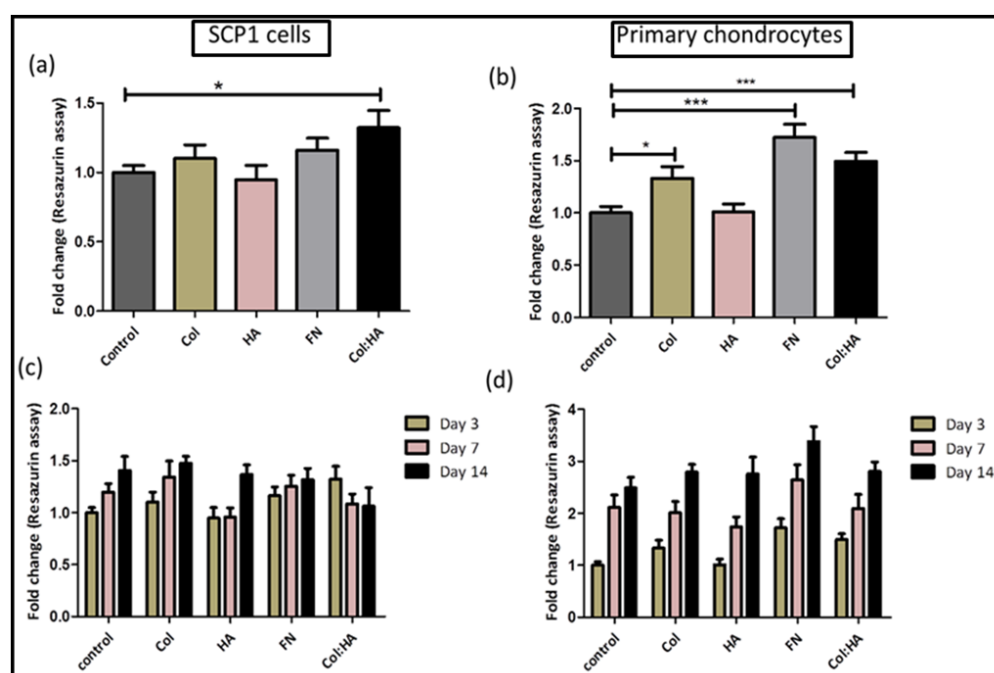 SCP1 cells
Primary chondrocytes
(a)
Fold change (Resazurin assay)
1.5
1.0
0.5
0.0
*
Control
Col
HA
FN
Col:HA
(b)
Fold change (Resazurin assay)
2.0
1.5
1.0
0.5
0.0
***
***
*
control
Col
HA
FN
Col:HA
(c)
Fold change (Resazurin assay)
2.0
1.5
1.0
0.5
0.0
control
Col
HA
FN
Col:HA
Day 3
Day 7
Day 14
(d)
Fold change (Resazurin assay)
4
3
2
1
0
control
Col
HA
FN
Col:HA
Day 3
Day 7
Day 14